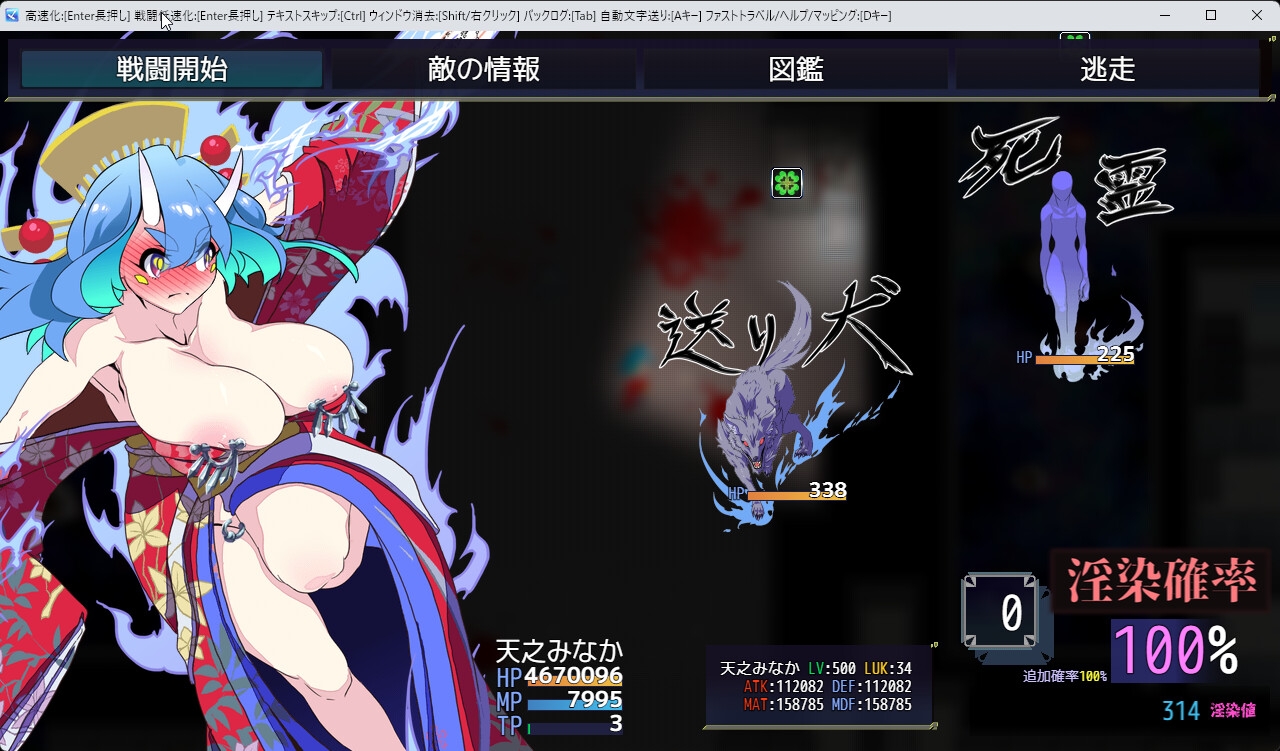 高速化:[Enter長押し] 戦闘低速化:[Enter長押し] テキストスキップ:[Ctrl] ウィンドウ消去:[Shift/右クリック] バックログ:[Tab] 自動文字送り:[Aキー] ファストトラベル/ヘルプ/マッピング:[Dキー]
戦闘開始 敵の情報 図鑑 逃走
死霊
HP 225
送り犬
HP 338
天之みなか
HP 4670096
MP 7995
TP 3
天之みなか LV:500 LUK:34
ATK:112082 DEF:112082
MAT:158785 MDF:158785
淫染確率
0
100%
追加確率100%
314 淫染値